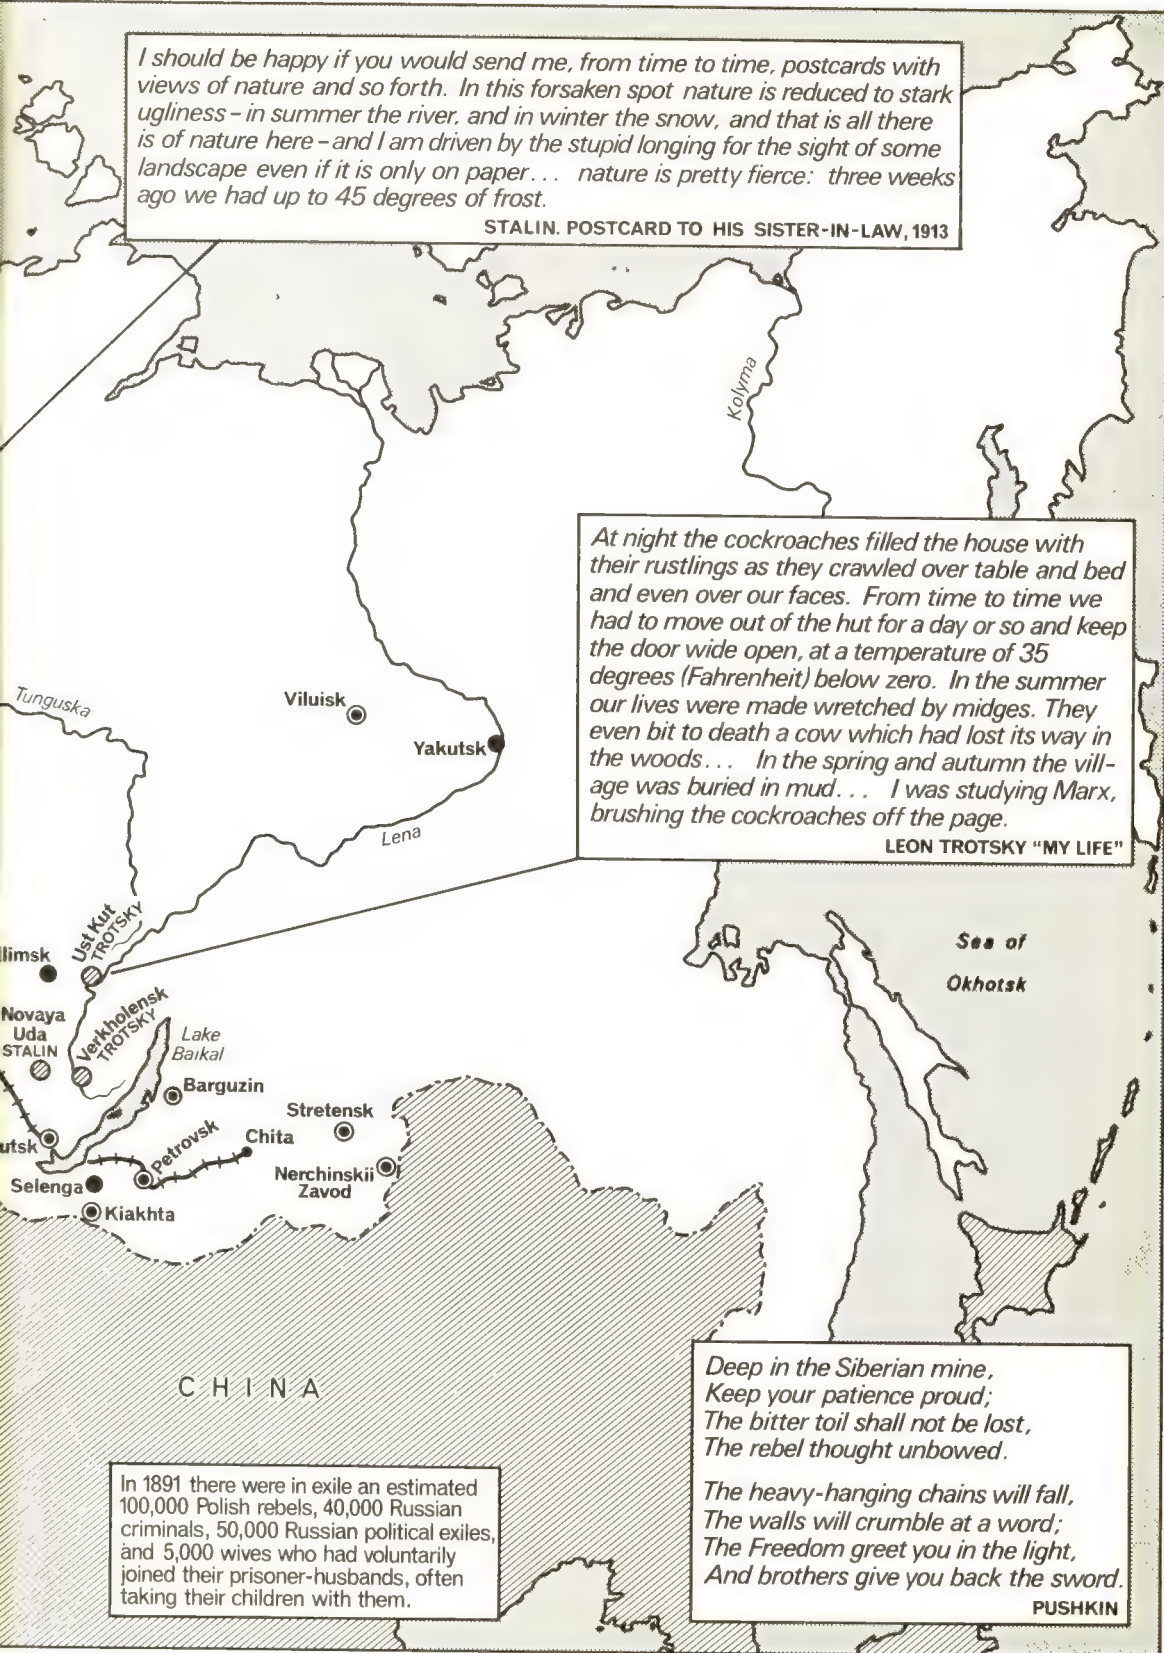 I should be happy if you would send me, from time to time, postcards with
views of nature and so forth. In this forsaken spot nature is reduced to stark
ugliness – in summer the river, and in winter the snow, and that is all there
is of nature here – and I am driven by the stupid longing for the sight of some
landscape even if it is only on paper... nature is pretty fierce: three weeks
ago we had up to 45 degrees of frost.
STALIN. POSTCARD TO HIS SISTER-IN-LAW, 1913
Kolyma
At night the cockroaches filled the house with
their rustlings as they crawled over table and bed
and even over our faces. From time to time we
had to move out of the hut for a day or so and keep
the door wide open, at a temperature of 35
degrees (Fahrenheit) below zero. In the summer
our lives were made wretched by midges. They
even bit to death a cow which had lost its way in
the woods... In the spring and autumn the vill-
age was buried in mud... I was studying Marx,
brushing the cockroaches off the page.
LEON TROTSKY "MY LIFE"
Tunguska
Viluisk
Yakutsk
Lena
Ust Kut
TROTSKY
limsk
Novaya
Uda
STALIN
Verkholensk
TROTSKY
Lake
Baikal
Barguzin
Stretensk
utsk
Petrovsk
Chita
Nerchinskii
Zavod
Selenga
Kiakhta
Sea of
Okhotsk
CHINA
In 1891 there were in exile an estimated
100,000 Polish rebels, 40,000 Russian
criminals, 50,000 Russian political exiles,
and 5,000 wives who had voluntarily
joined their prisoner-husbands, often
taking their children with them.
Deep in the Siberian mine,
Keep your patience proud;
The bitter toil shall not be lost,
The rebel thought unbowed.
The heavy-hanging chains will fall,
The walls will crumble at a word;
The Freedom greet you in the light,
And brothers give you back the sword.
PUSHKIN